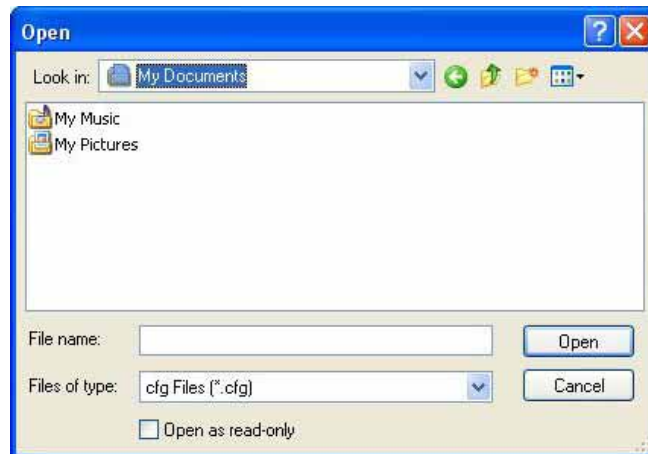 Open
Look in: My Documents
My Music
My Pictures
File name: Open
Files of type: cfg Files (*.cfg) Cancel
Open as read-only